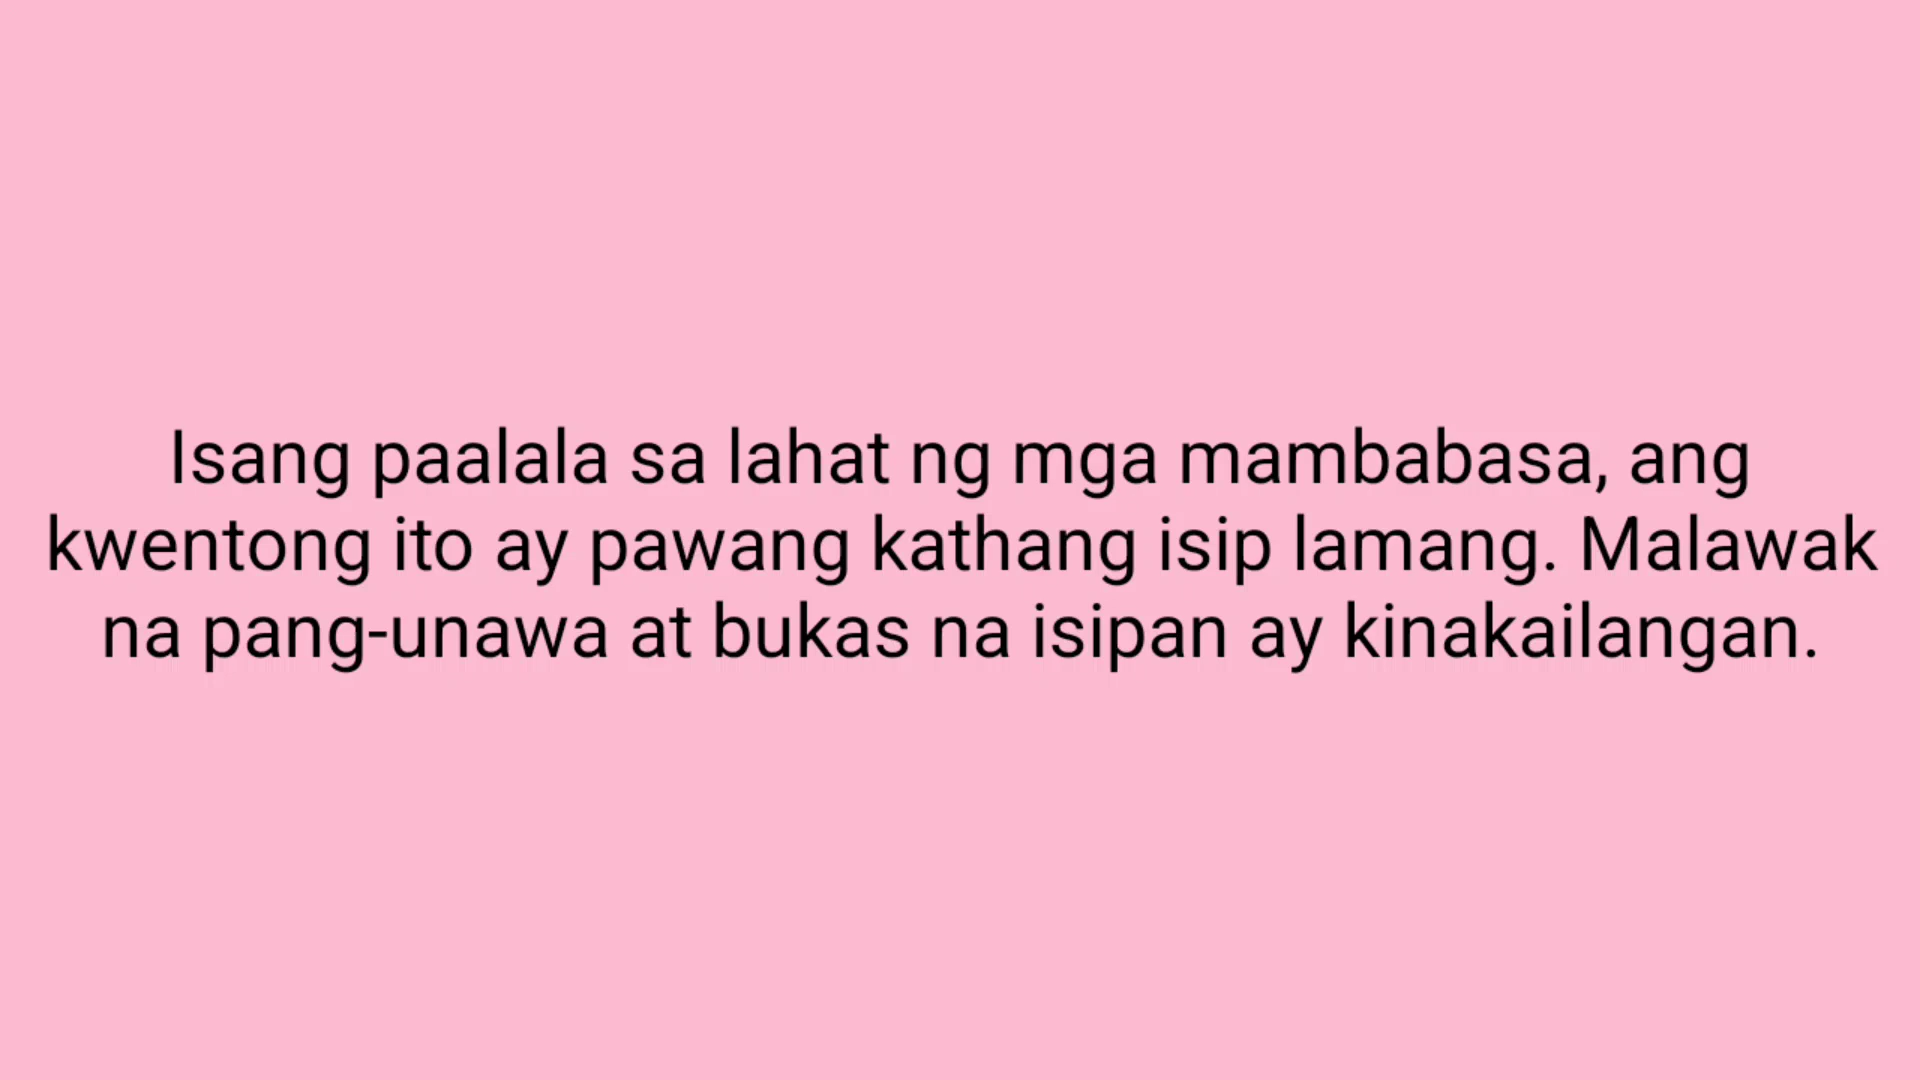 Isang paalala sa lahat ng mga mambabasa, ang
kwentong ito ay pawang kathang isip lamang. Malawak
na pang-unawa at bukas na isipan ay kinakailangan.